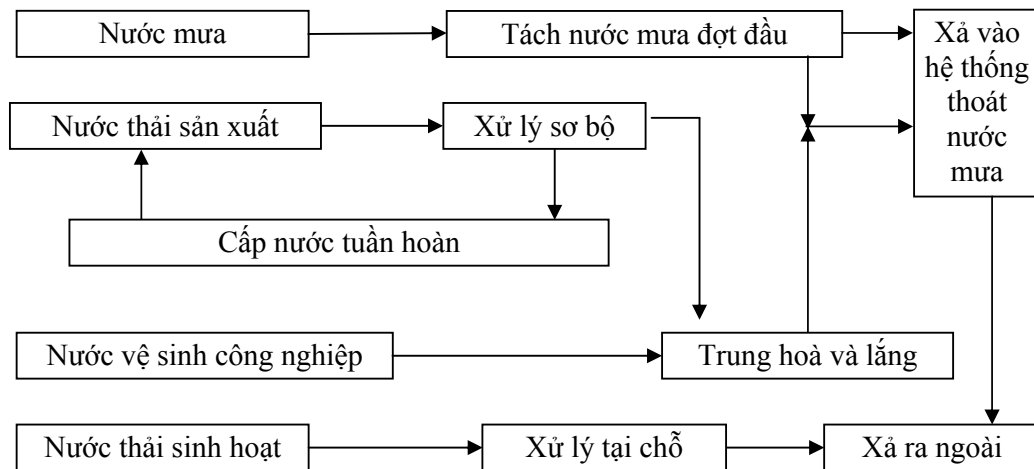 Nước mưa
Tách nước mưa đợt đầu
Xả vào
hệ thống
thoát
nước
mưa
Nước thải sản xuất
Xử lý sơ bộ
Cấp nước tuần hoàn
Nước vệ sinh công nghiệp
Trung hoà và lắng
Nước thải sinh hoạt
Xử lý tại chỗ
Xả ra ngoài